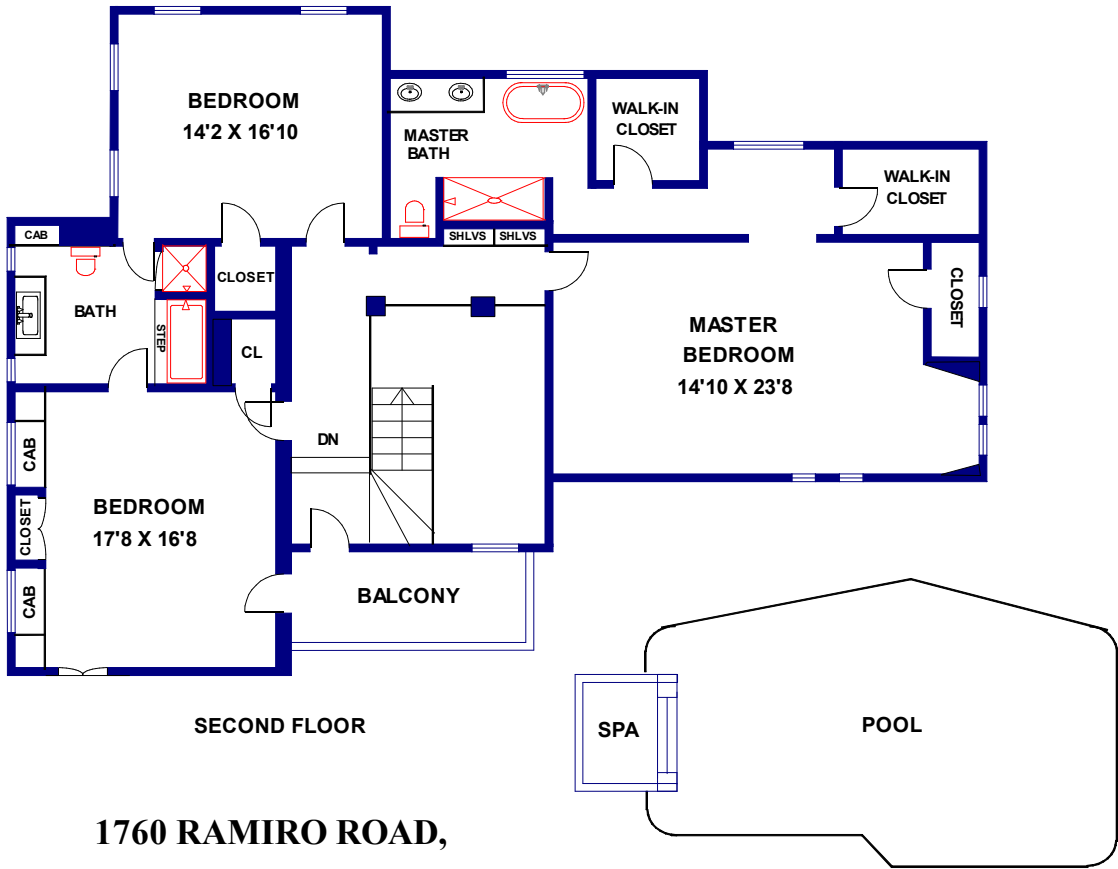 BEDROOM
14'2 X 16'10
MASTER
BATH
WALK-IN
CLOSET
WALK-IN
CLOSET
CAB
SHLVS
SHLVS
CLOSET
CLOSET
BATH
STEP
CL
MASTER
BEDROOM
14'10 X 23'8
DN
CAB
BEDROOM
17'8 X 16'8
CLOSET
CAB
BALCONY
SECOND FLOOR
SPA
POOL
1760 RAMIRO ROAD,